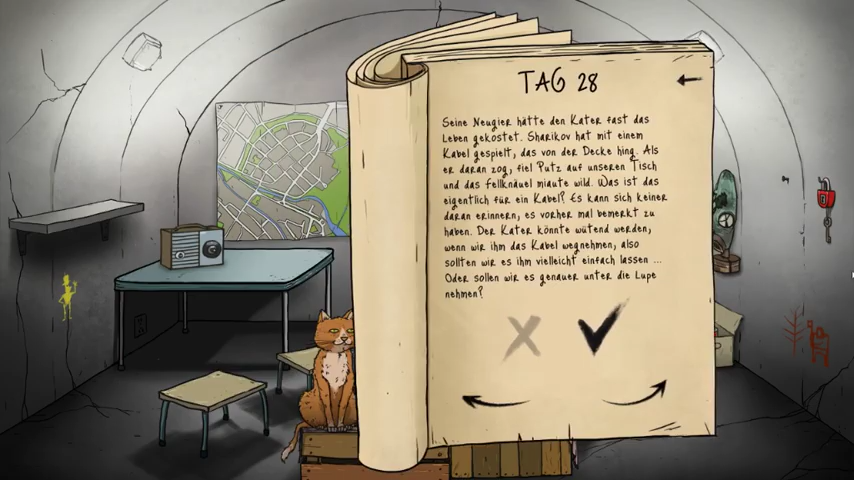 TAG 28
Seine Neugier hätte den Kater fast das
Leben gekostet. Sharikov hat mit einem
Kabel gespielt, das von der Decke hing. Als
er daran zog, fiel Putz auf unseren Tisch
und das Fellknäuel miaute wild. Was ist das
eigentlich für ein Kabel? Es kann sich keiner
daran erinnern, es vorher mal bemerkt zu
haben. Der Kater könnte wütend werden,
wenn wir ihm das Kabel wegnehmen, also
sollten wir es ihm vielleicht einfach lassen ...
Oder sollen wir es genauer unter die Lupe
nehmen?